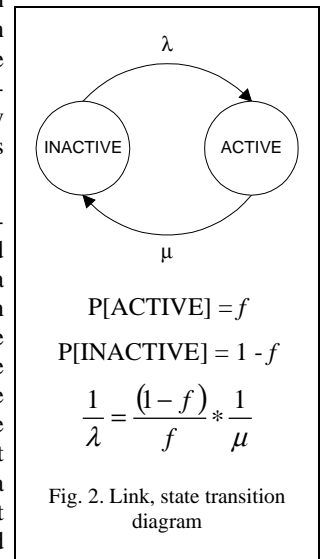 λ
INACTIVE
ACTIVE
μ
P[ACTIVE] = f
P[INACTIVE] = 1 - f
1/λ = (1 - f)/f * 1/μ
Fig. 2. Link, state transition
diagram